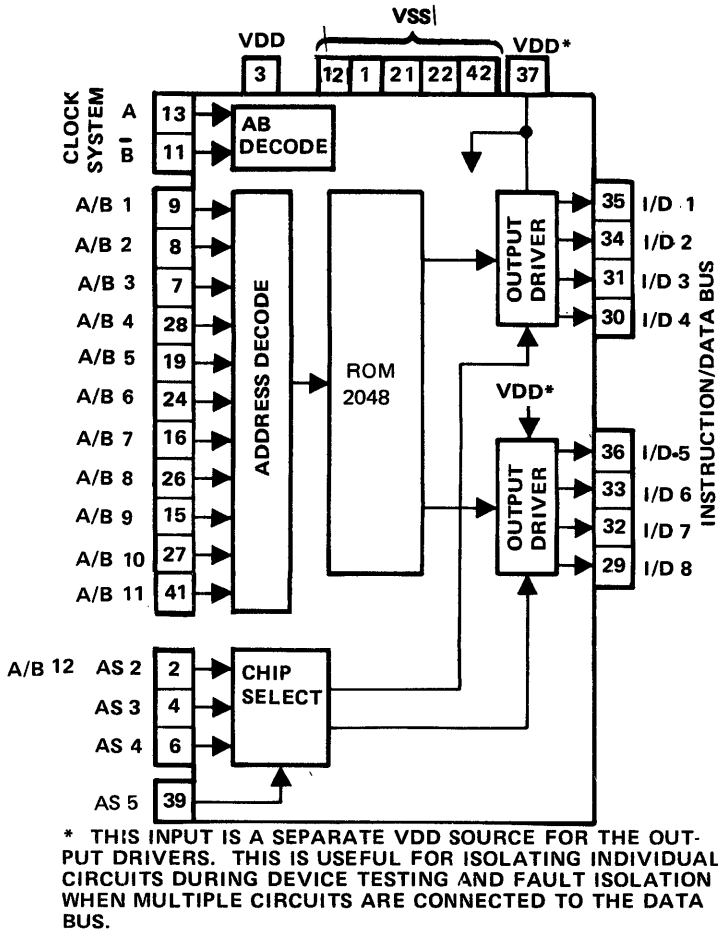 VSS
VDD
VDD*
3
12 1 21 22 42
37
CLOCK
SYSTEM
A 13
B̅ 11
AB
DECODE
A/B 1 9
A/B 2 8
A/B 3 7
A/B 4 28
A/B 5 19
A/B 6 24
A/B 7 16
A/B 8 26
A/B 9 15
A/B 10 27
A/B 11 41
ADDRESS DECODE
ROM
2048
OUTPUT
DRIVER
35 I/D 1
34 I/D 2
31 I/D 3
30 I/D 4
VDD*
OUTPUT
DRIVER
36 I/D 5
33 I/D 6
32 I/D 7
29 I/D 8
INSTRUCTION/DATA BUS
A/B 12 AS 2 2
AS 3 4
AS 4 6
AS 5 39
CHIP
SELECT
* THIS INPUT IS A SEPARATE VDD SOURCE FOR THE OUT-
PUT DRIVERS. THIS IS USEFUL FOR ISOLATING INDIVIDUAL
CIRCUITS DURING DEVICE TESTING AND FAULT ISOLATION
WHEN MULTIPLE CIRCUITS ARE CONNECTED TO THE DATA
BUS.